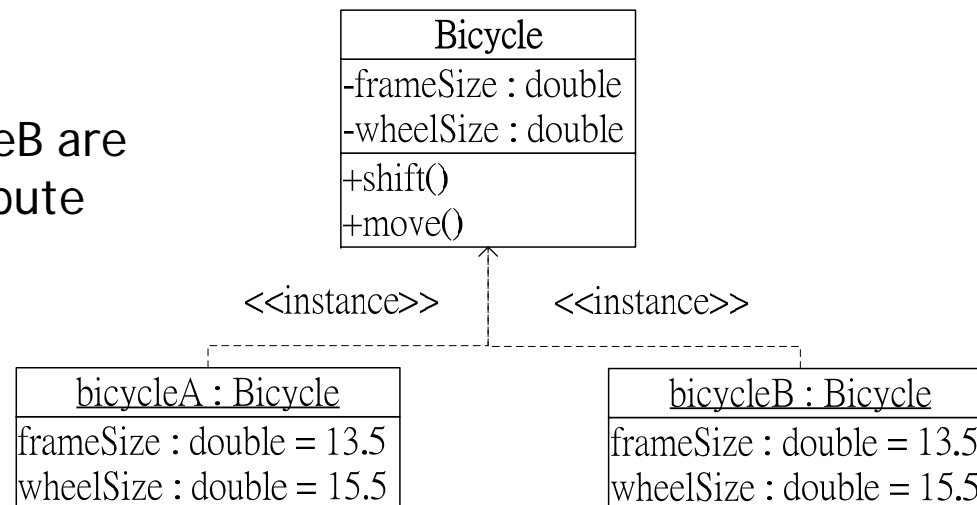 Bicycle
-frameSize : double
-wheelSize : double
+shift()
+move()
eB are
bute
<<instance>>
<<instance>>
bicycleA : Bicycle
frameSize : double = 13.5
wheelSize : double = 15.5
bicycleB : Bicycle
frameSize : double = 13.5
wheelSize : double = 15.5